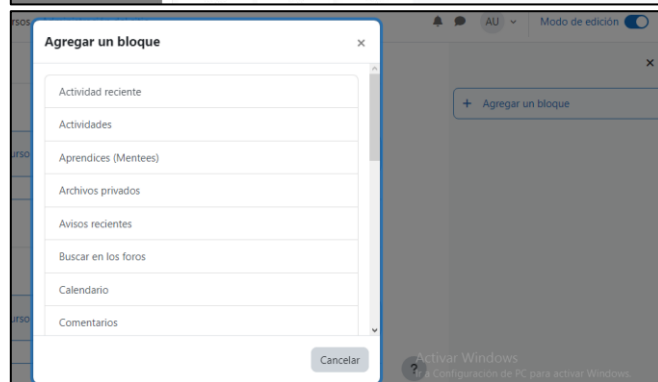 rsos
AU
Modo de edición
Agregar un bloque
×
×
Actividad reciente
+ Agregar un bloque
Actividades
urso
Aprendices (Mentees)
Archivos privados
Avisos recientes
Buscar en los foros
Calendario
urso
Comentarios
Cancelar
?
Activar Windows
Ir a Configuración de PC para activar Windows.